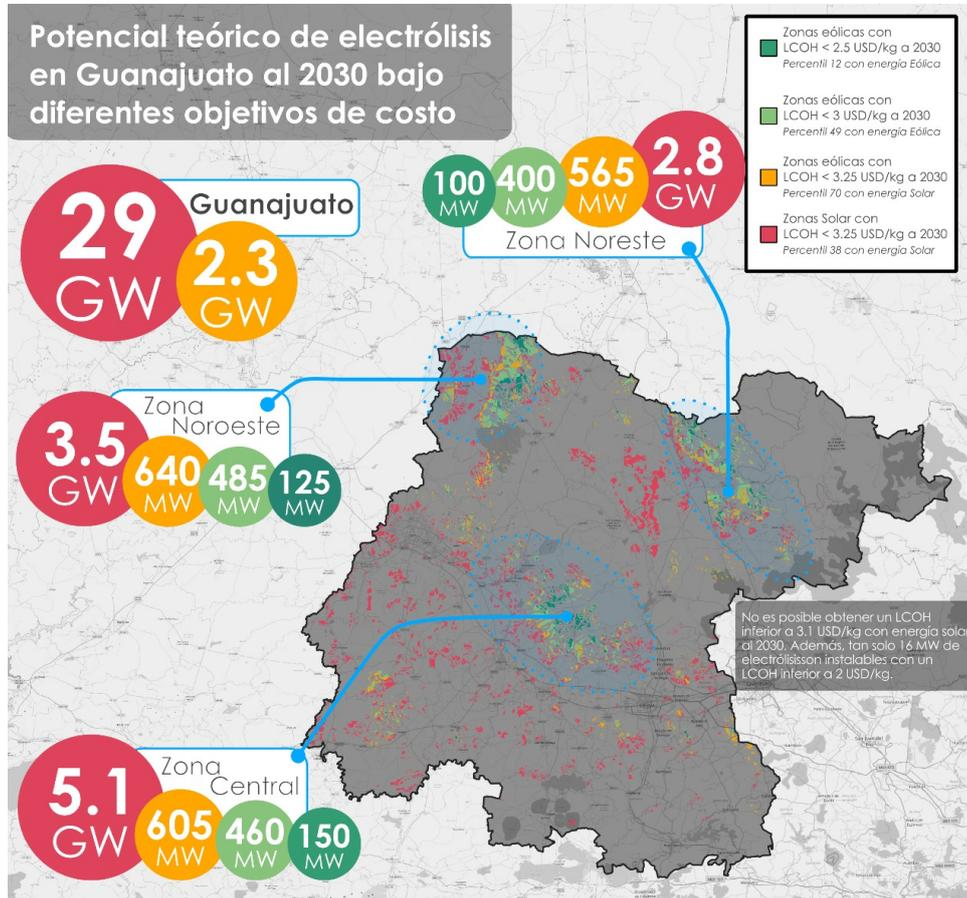 Potencial teórico de electrólisis
en Guanajuato al 2030 bajo
diferentes objetivos de costo
Zonas eólicas con
LCOH < 2.5 USD/kg a 2030
Percentil 12 con energía Eólica
Zonas eólicas con
LCOH < 3 USD/kg a 2030
Percentil 49 con energía Eólica
Zonas eólicas con
LCOH < 3.25 USD/kg a 2030
Percentil 70 con energía Solar
Zonas Solar con
LCOH < 3.25 USD/kg a 2030
Percentil 38 con energía Solar
100
MW
400
MW
565
MW
2.8
GW
Zona Noreste
29
GW
Guanajuato
2.3
GW
Zona
Noroeste
3.5
GW
640
MW
485
MW
125
MW
No es posible obtener un LCOH
inferior a 3.1 USD/kg con energía sola
al 2030. Además, tan solo 16 MW de
electrólisisson instalables con un
LCOH inferior a 2 USD/kg.
Zona
Central
5.1
GW
605
MW
460
MW
150
MW